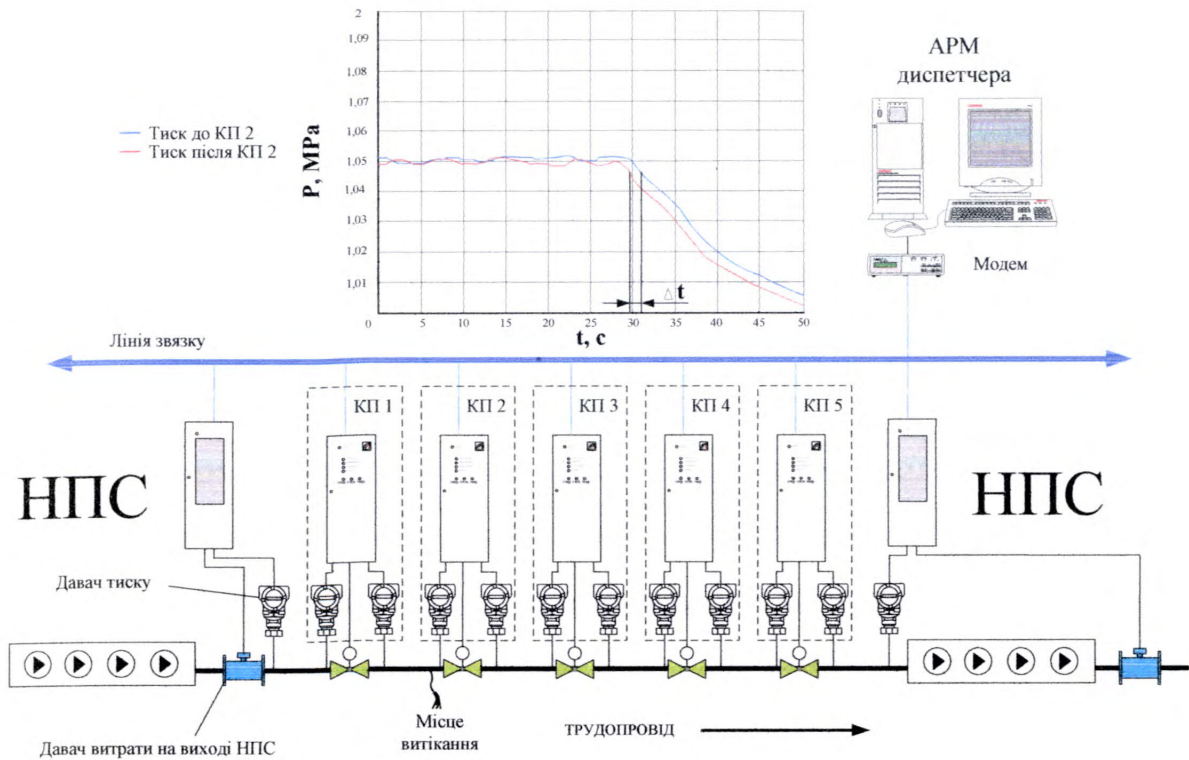 2
1,09
1,08
1,07
1,06
1,05
1,04
1,03
1,02
1,01
P, MPa
Тиск до КП 2
Тиск після КП 2
Δt
0 5 10 15 20 25 30 35 40 45 50
t, c
АРМ
диспетчера
Модем
Лінія звязку
КП 1
КП 2
КП 3
КП 4
КП 5
НПС
НПС
Давач тиску
Місце
витікання
ТРУДОПРОВІД
Давач витрати на виході НПС